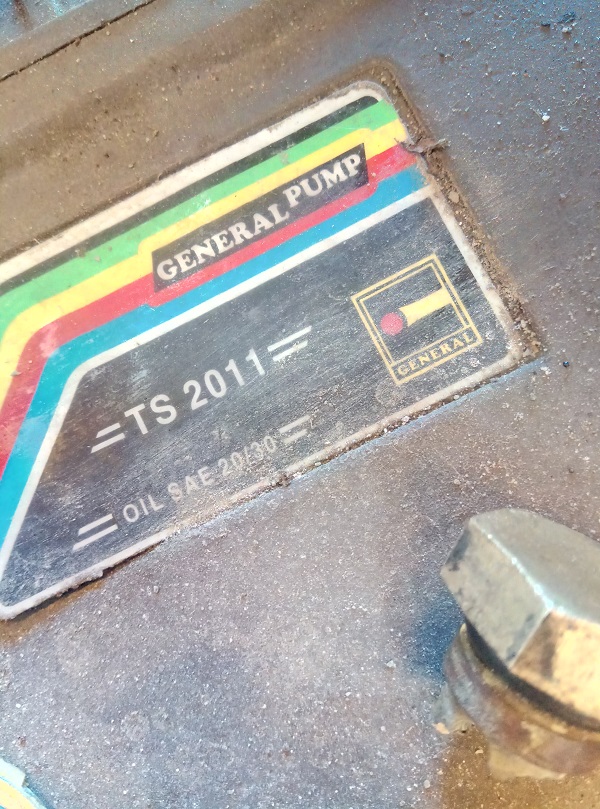 GENERAL PUMP
TS 2011
GENERAL
OIL SAE 20/30